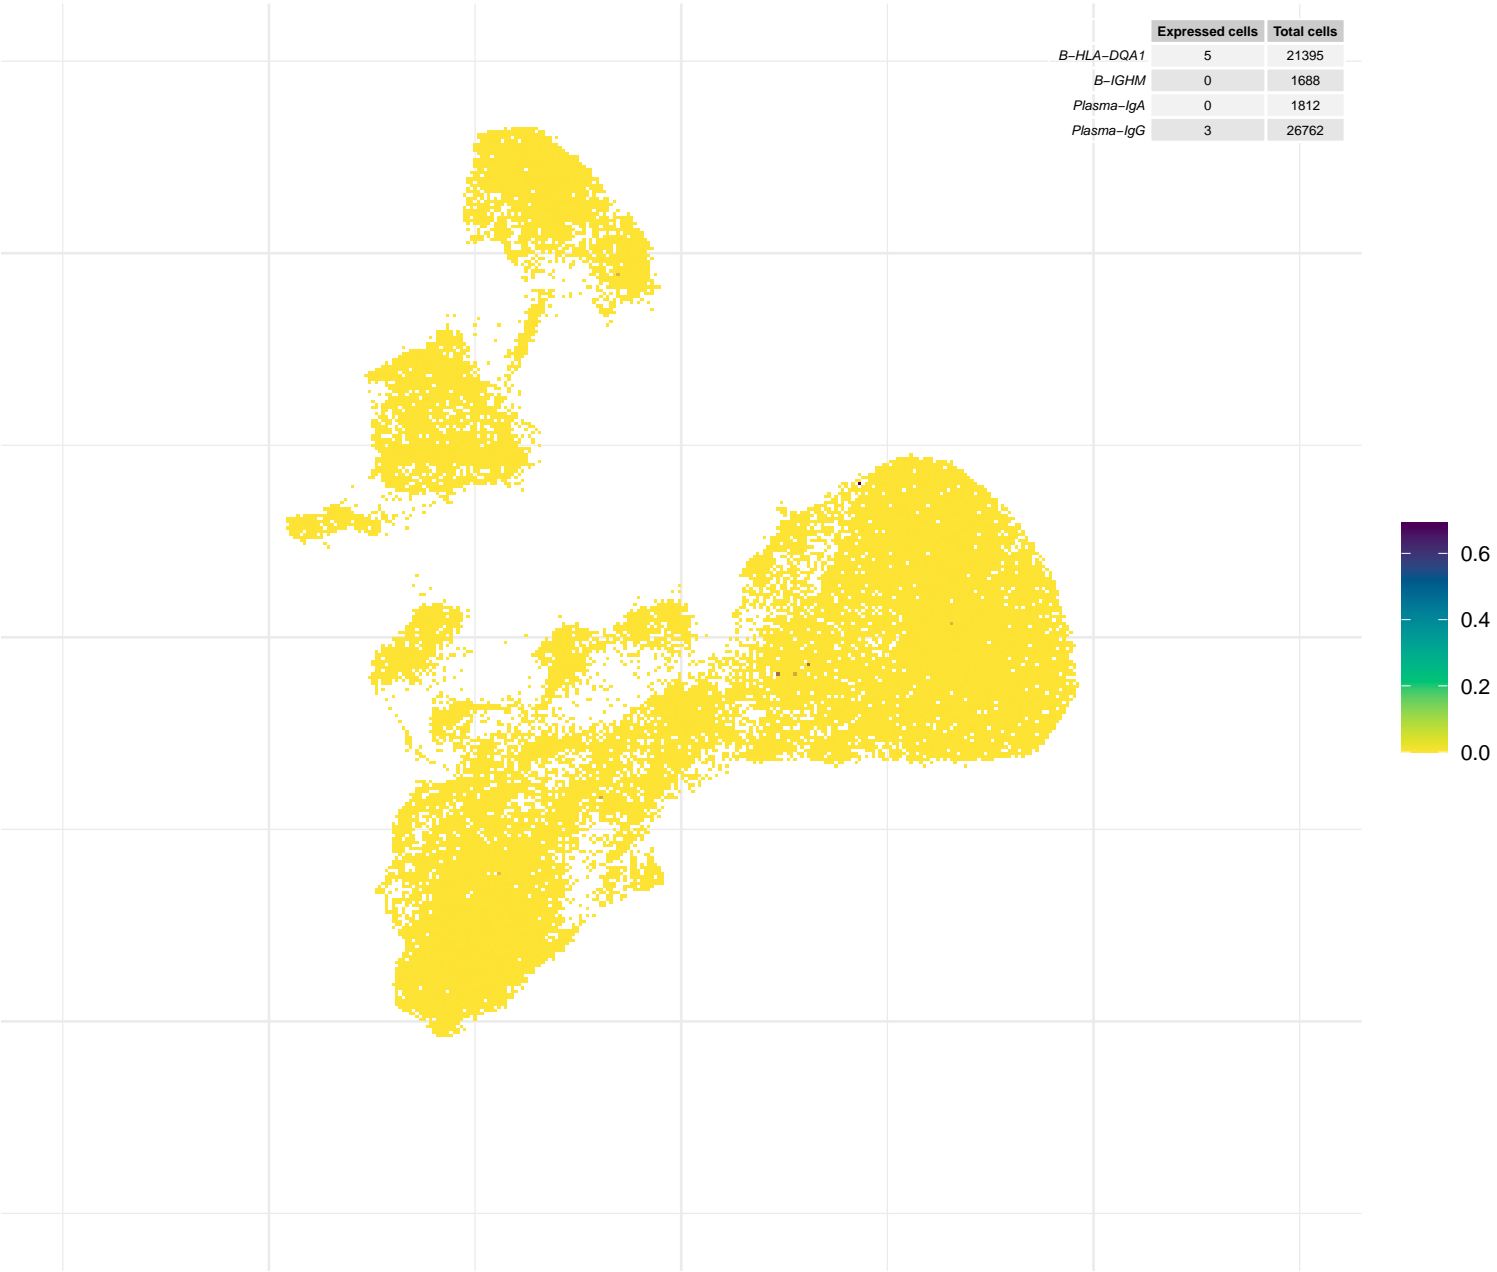 Expressed cells Total cells
B−HLA−DQA1 5 21395
B−IGHM 0 1688
Plasma−IgA 0 1812
Plasma−IgG 3 26762
0.6
0.4
0.2
0.0